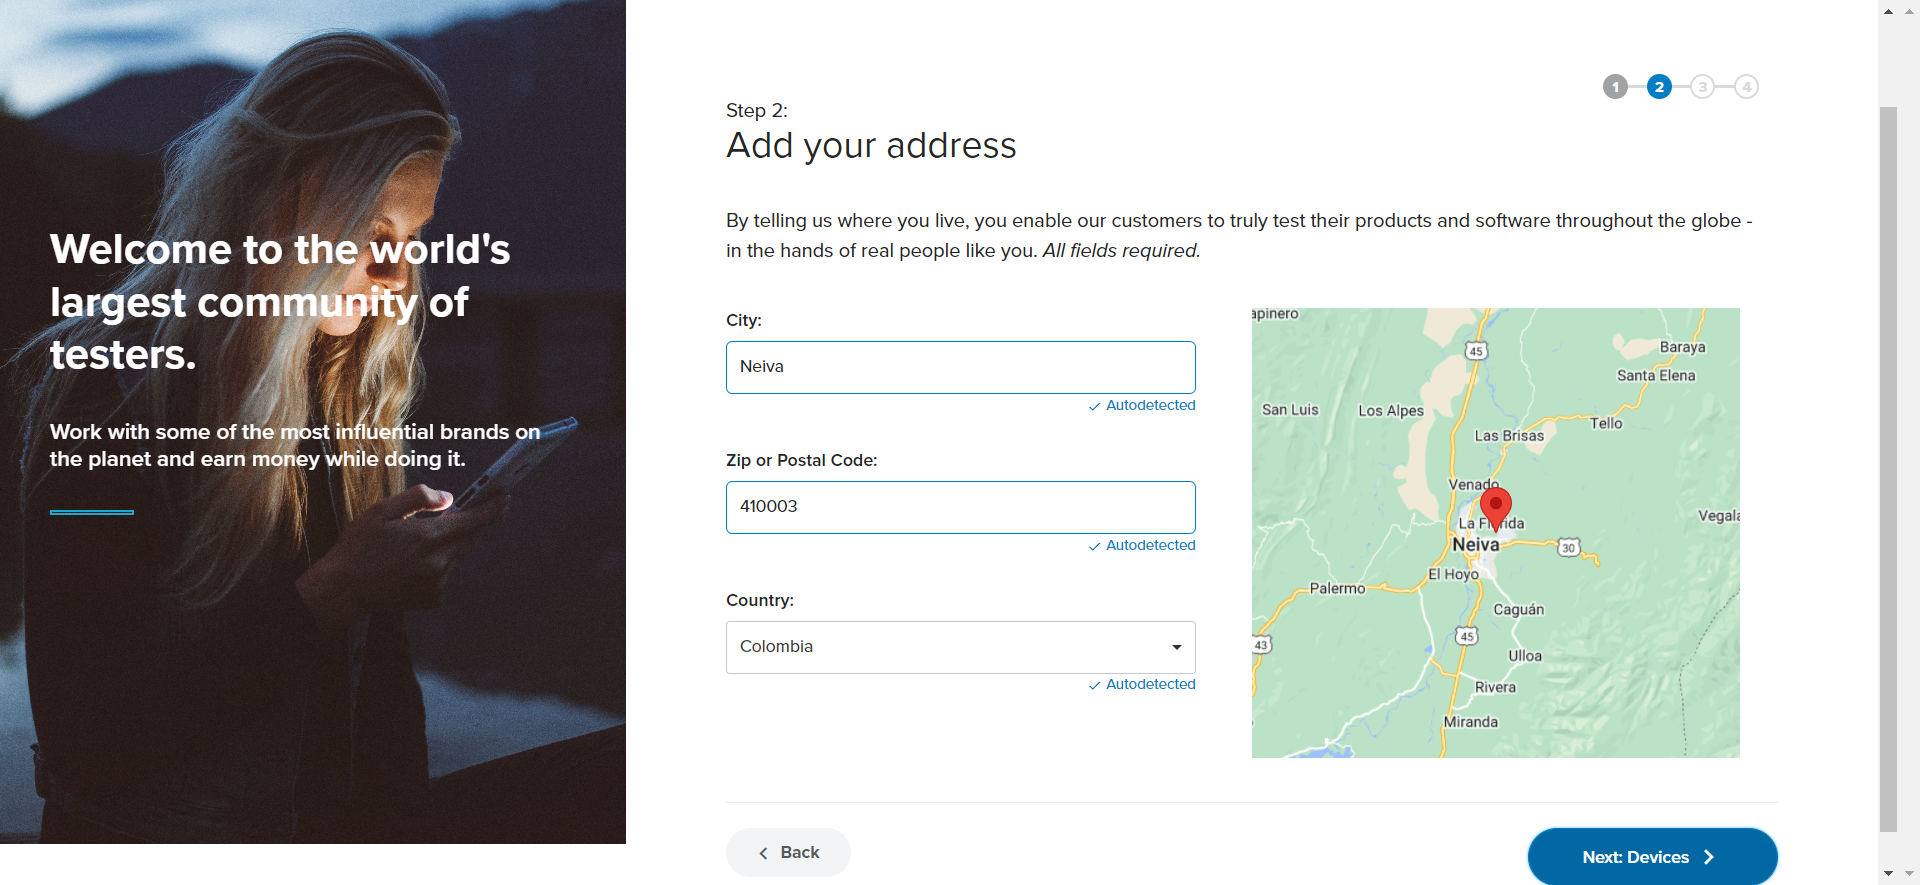 Welcome to the world's
largest community of
testers.
Work with some of the most influential brands on
the planet and earn money while doing it.
1 2 3 4
Step 2:
Add your address
By telling us where you live, you enable our customers to truly test their products and software throughout the globe -
in the hands of real people like you. All fields required.
City:
Neiva
Autodetected
Zip or Postal Code:
410003
Autodetected
Country:
Colombia
Autodetected
apinero
45
Baraya
Santa Elena
San Luis
Los Alpes
Tello
Las Brisas
Venado
Vegala
La Florida
Neiva
30
El Hoyo
Palermo
Caguán
45
43
Ulloa
Rivera
Miranda
Back
Next: Devices